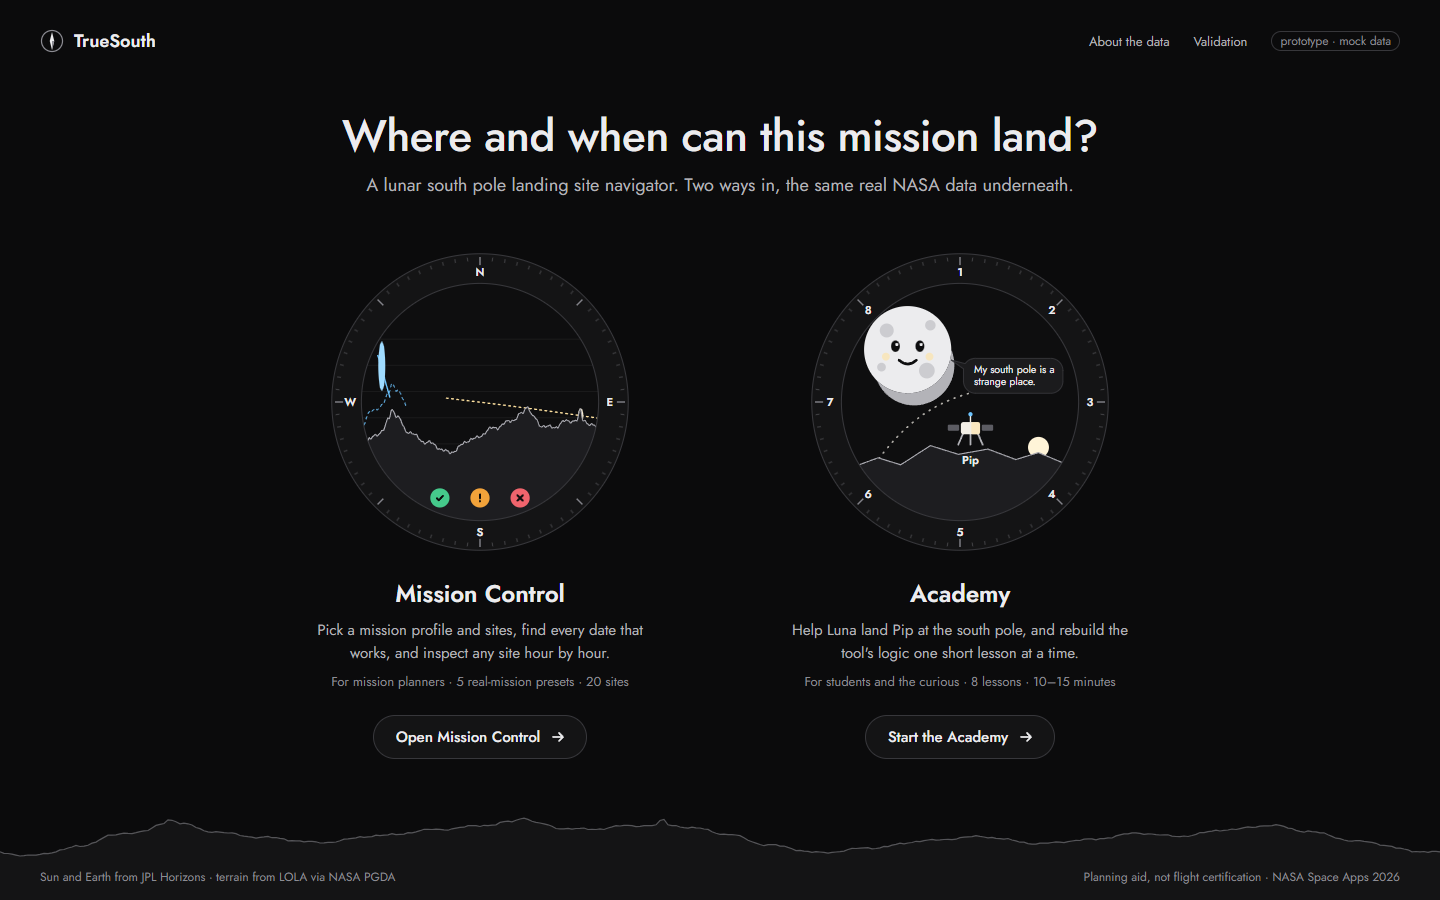 TrueSouth
About the data
Validation
prototype · mock data
Where and when can this mission land?
A lunar south pole landing site navigator. Two ways in, the same real NASA data underneath.
N
W
E
S
1
2
3
4
5
6
7
8
My south pole is a
strange place.
Pip
Mission Control
Pick a mission profile and sites, find every date that
works, and inspect any site hour by hour.
For mission planners · 5 real-mission presets · 20 sites
Open Mission Control →
Academy
Help Luna land Pip at the south pole, and rebuild the
tool's logic one short lesson at a time.
For students and the curious · 8 lessons · 10–15 minutes
Start the Academy →
Sun and Earth from JPL Horizons · terrain from LOLA via NASA PGDA
Planning aid, not flight certification · NASA Space Apps 2026